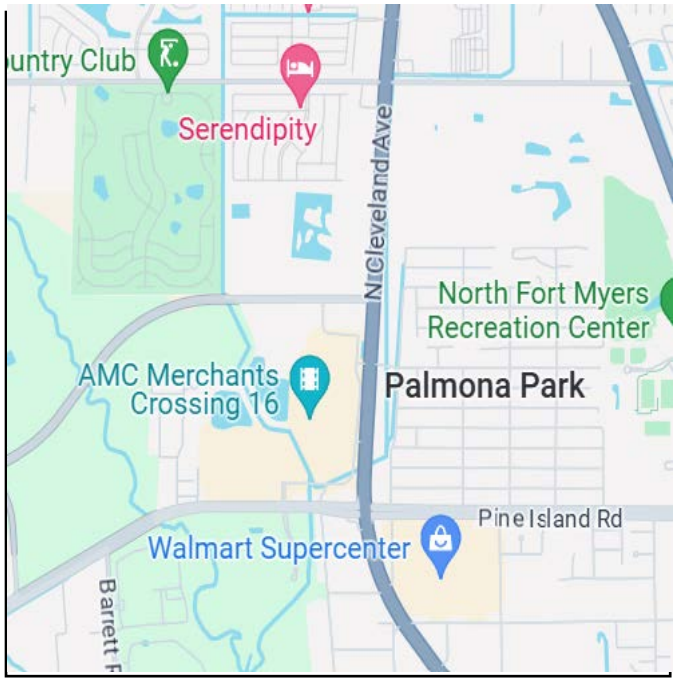 ountry Club
Serendipity
N Cleveland Ave
North Fort Myers
Recreation Center
AMC Merchants
Crossing 16
Palmona Park
Pine Island Rd
Walmart Supercenter
Barrett